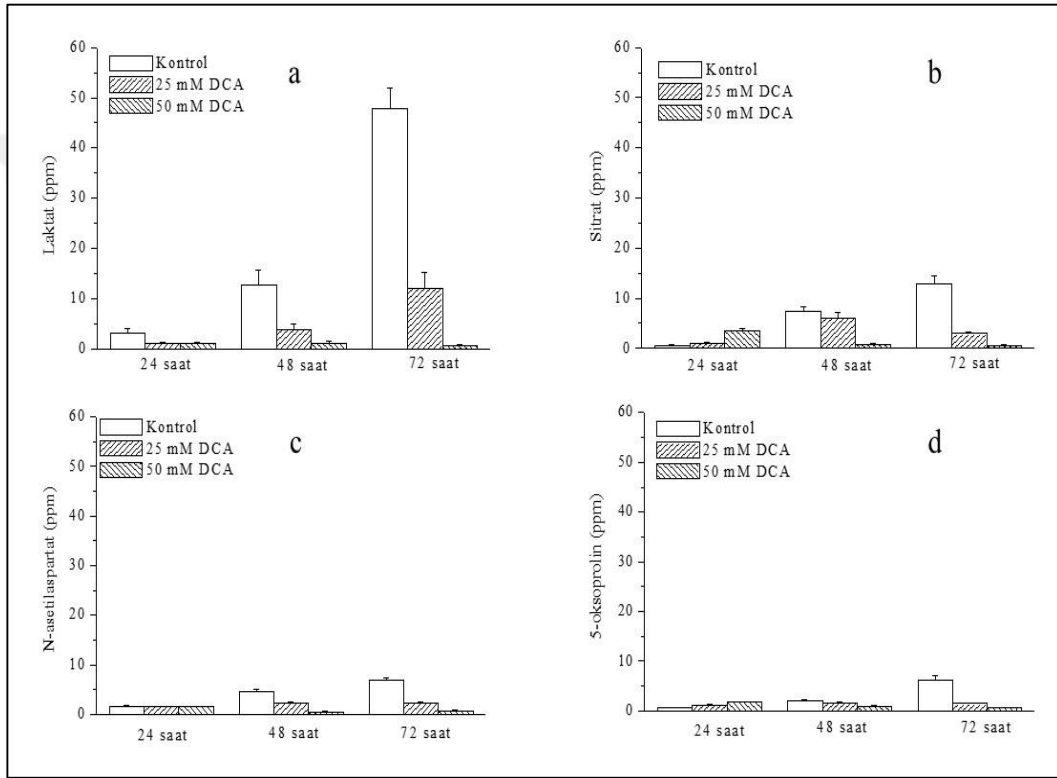 60
50
40
30
20
10
0
Laktat (ppm)
Kontrol
25 mM DCA
50 mM DCA
a
24 saat
48 saat
72 saat
60
50
40
30
20
10
0
Sitrat (ppm)
Kontrol
25 mM DCA
50 mM DCA
b
24 saat
48 saat
72 saat
60
50
40
30
20
10
0
N-asetilaspartat (ppm)
Kontrol
25 mM DCA
50 mM DCA
c
24 saat
48 saat
72 saat
60
50
40
30
20
10
0
5-oksoprolin (ppm)
Kontrol
25 mM DCA
50 mM DCA
d
24 saat
48 saat
72 saat